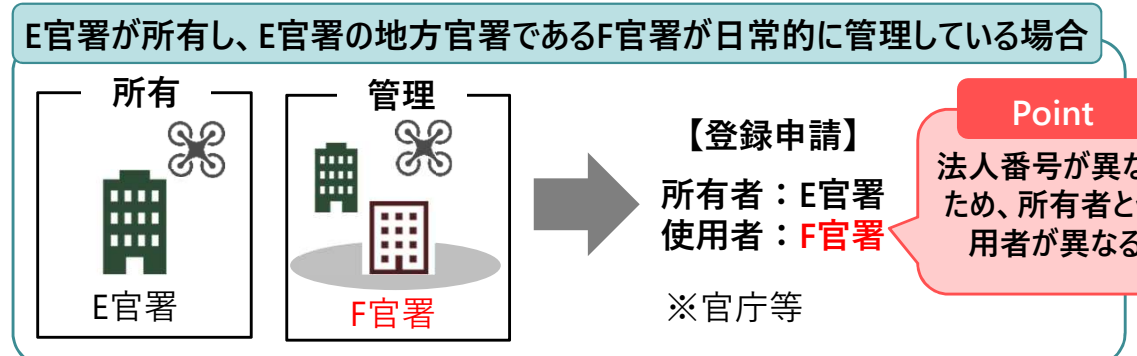 E官署が所有し、E官署の地方官署であるF官署が日常的に管理している場合
所有
E官署
管理
F官署
【登録申請】
所有者：E官署
使用者：F官署
※官庁等
Point
法人番号が異な
ため、所有者と
用者が異なる